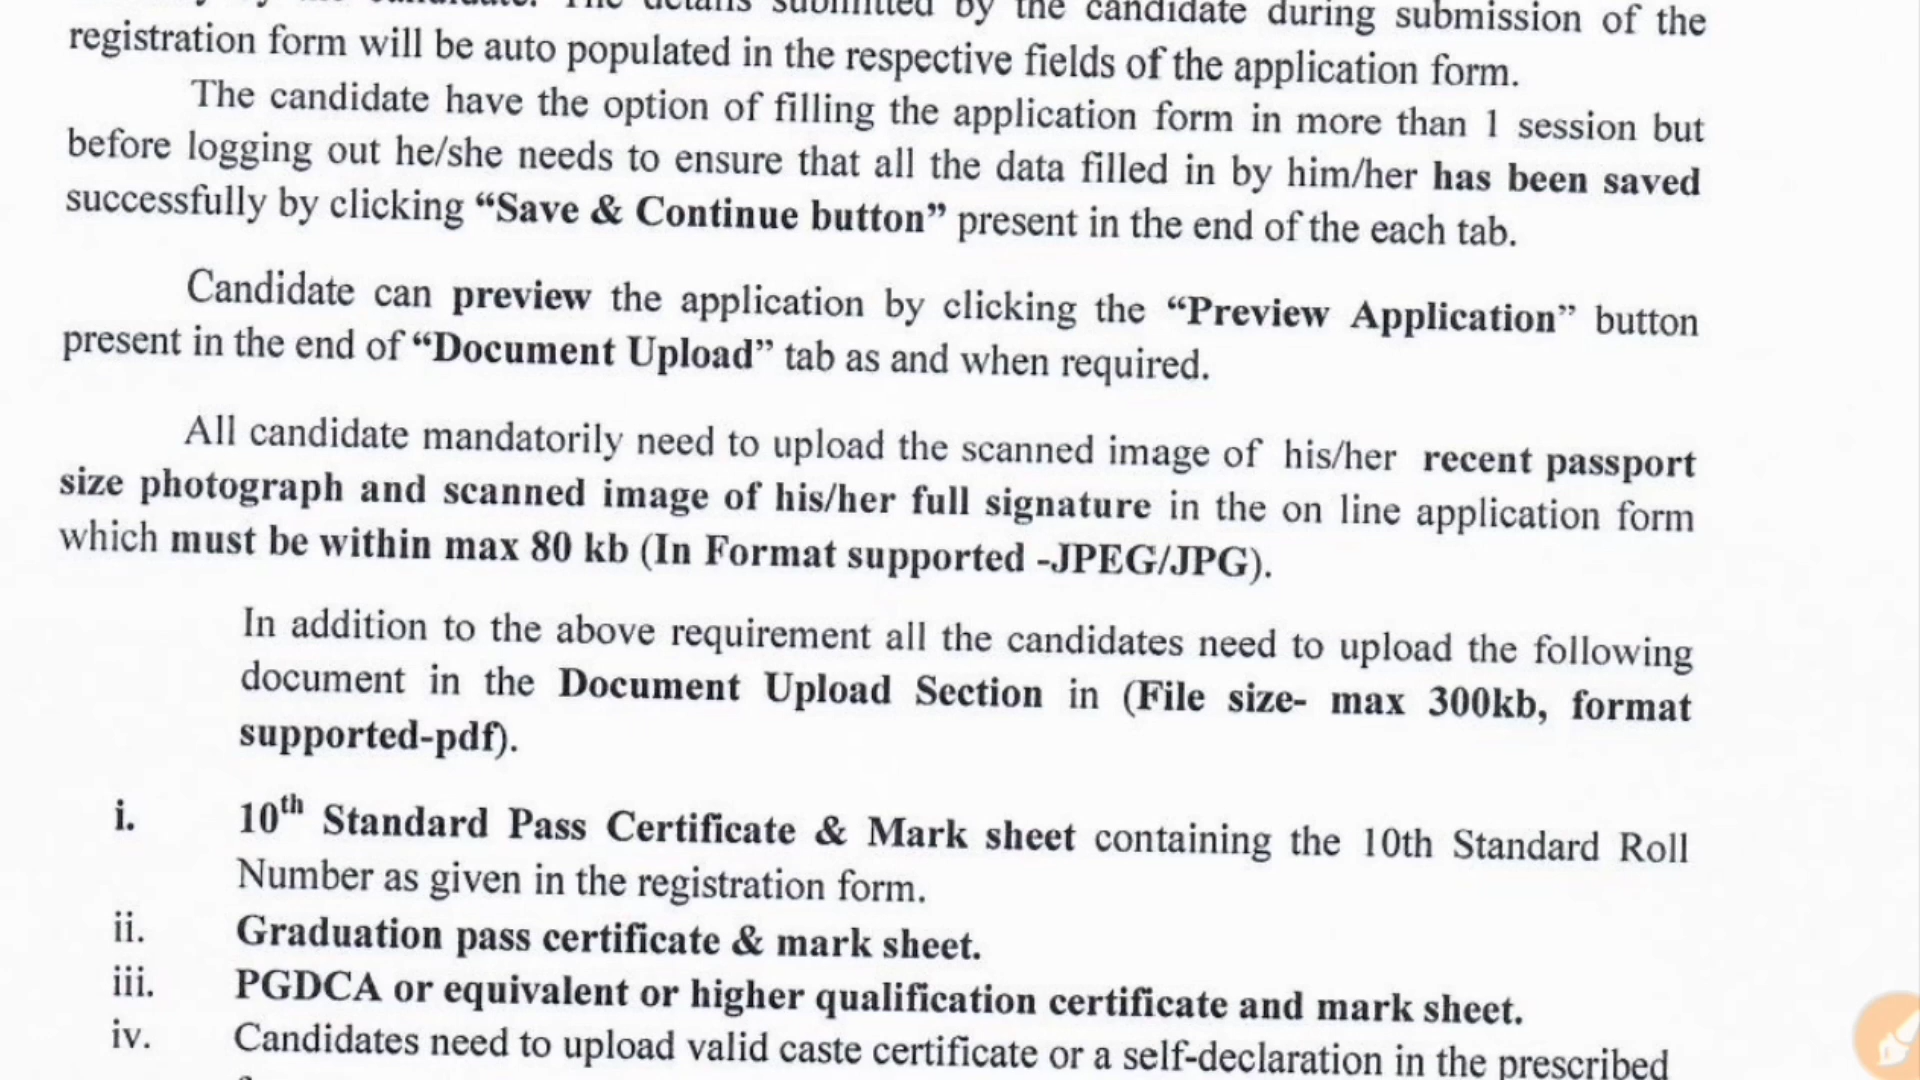 The details submitted by the candidate during submission of the
registration form will be auto populated in the respective fields of the application form.
The candidate have the option of filling the application form in more than 1 session but
before logging out he/she needs to ensure that all the data filled in by him/her has been saved
successfully by clicking “Save & Continue button” present in the end of the each tab.
Candidate can preview the application by clicking the “Preview Application” button
present in the end of “Document Upload” tab as and when required.
All candidate mandatorily need to upload the scanned image of his/her recent passport
size photograph and scanned image of his/her full signature in the on line application form
which must be within max 80 kb (In Format supported -JPEG/JPG).
In addition to the above requirement all the candidates need to upload the following
document in the Document Upload Section in (File size- max 300kb, format
supported-pdf).
i. 10th Standard Pass Certificate & Mark sheet containing the 10th Standard Roll
Number as given in the registration form.
ii. Graduation pass certificate & mark sheet.
iii. PGDCA or equivalent or higher qualification certificate and mark sheet.
iv. Candidates need to upload valid caste certificate or a self-declaration in the prescribed